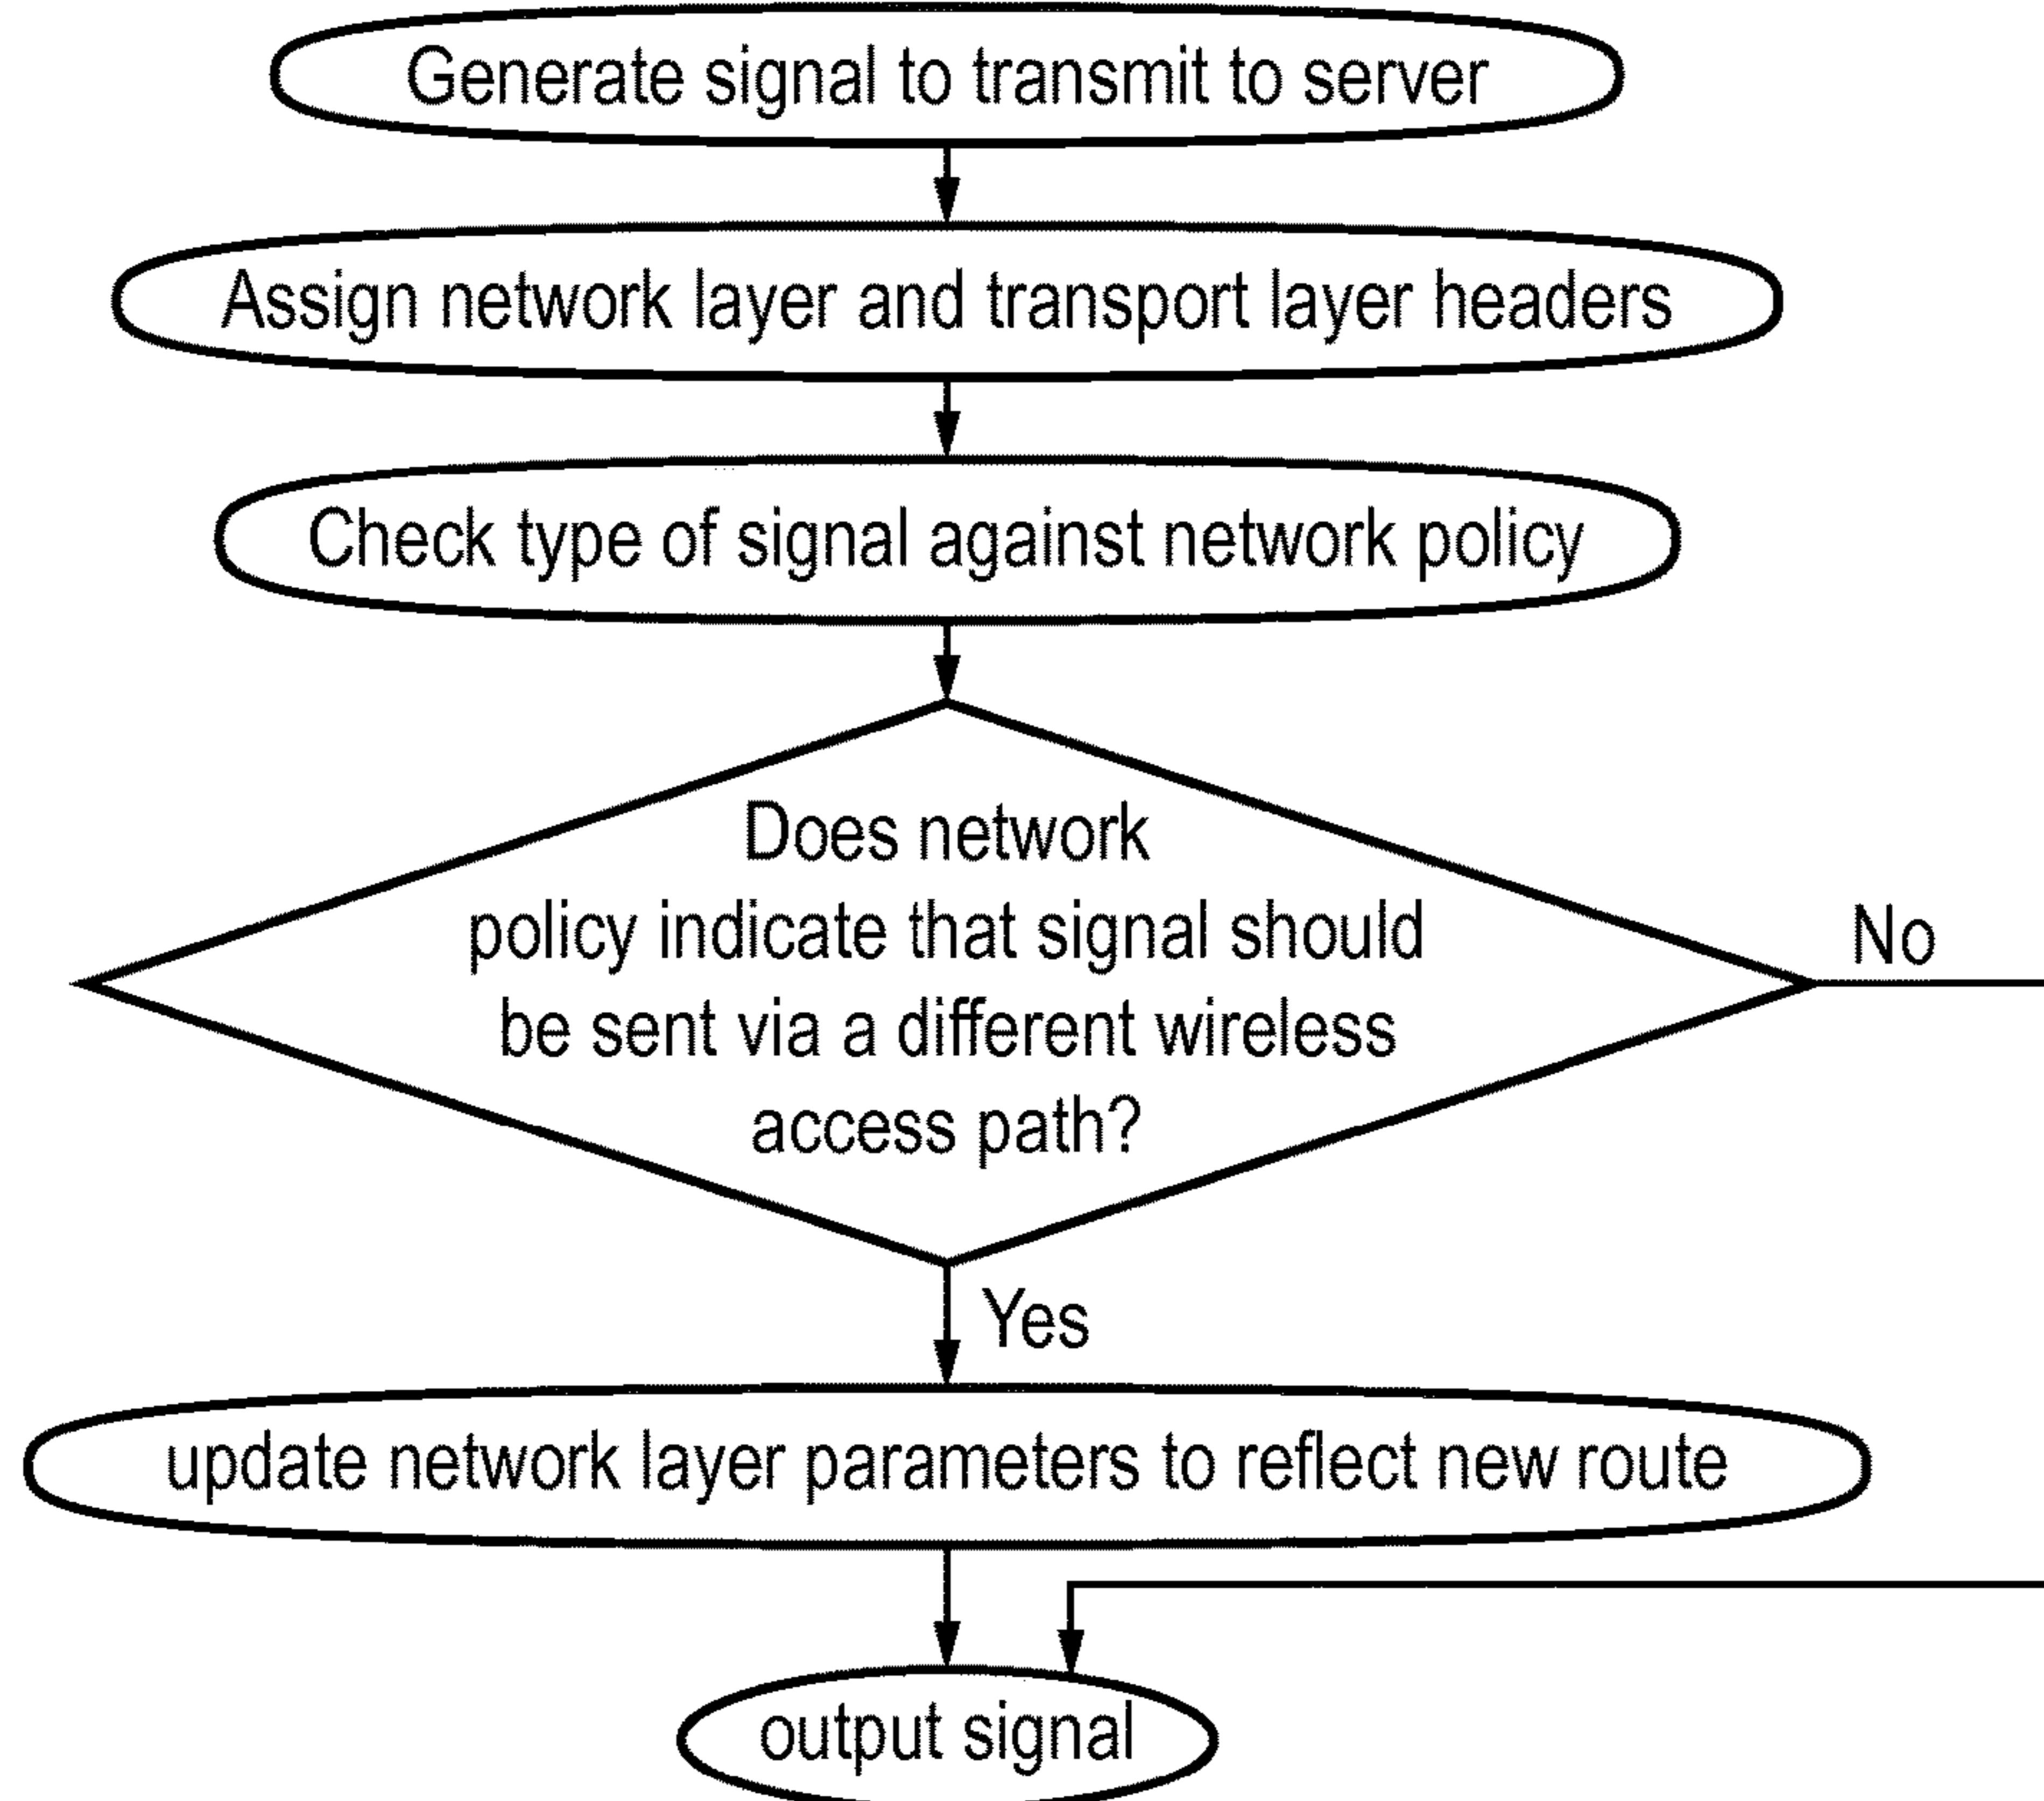 Generate signal to transmit to server
Assign network layer and transport layer headers
Check type of signal against network policy
Does network
policy indicate that signal should
be sent via a different wireless
access path?
No
Yes
update network layer parameters to reflect new route
output signal